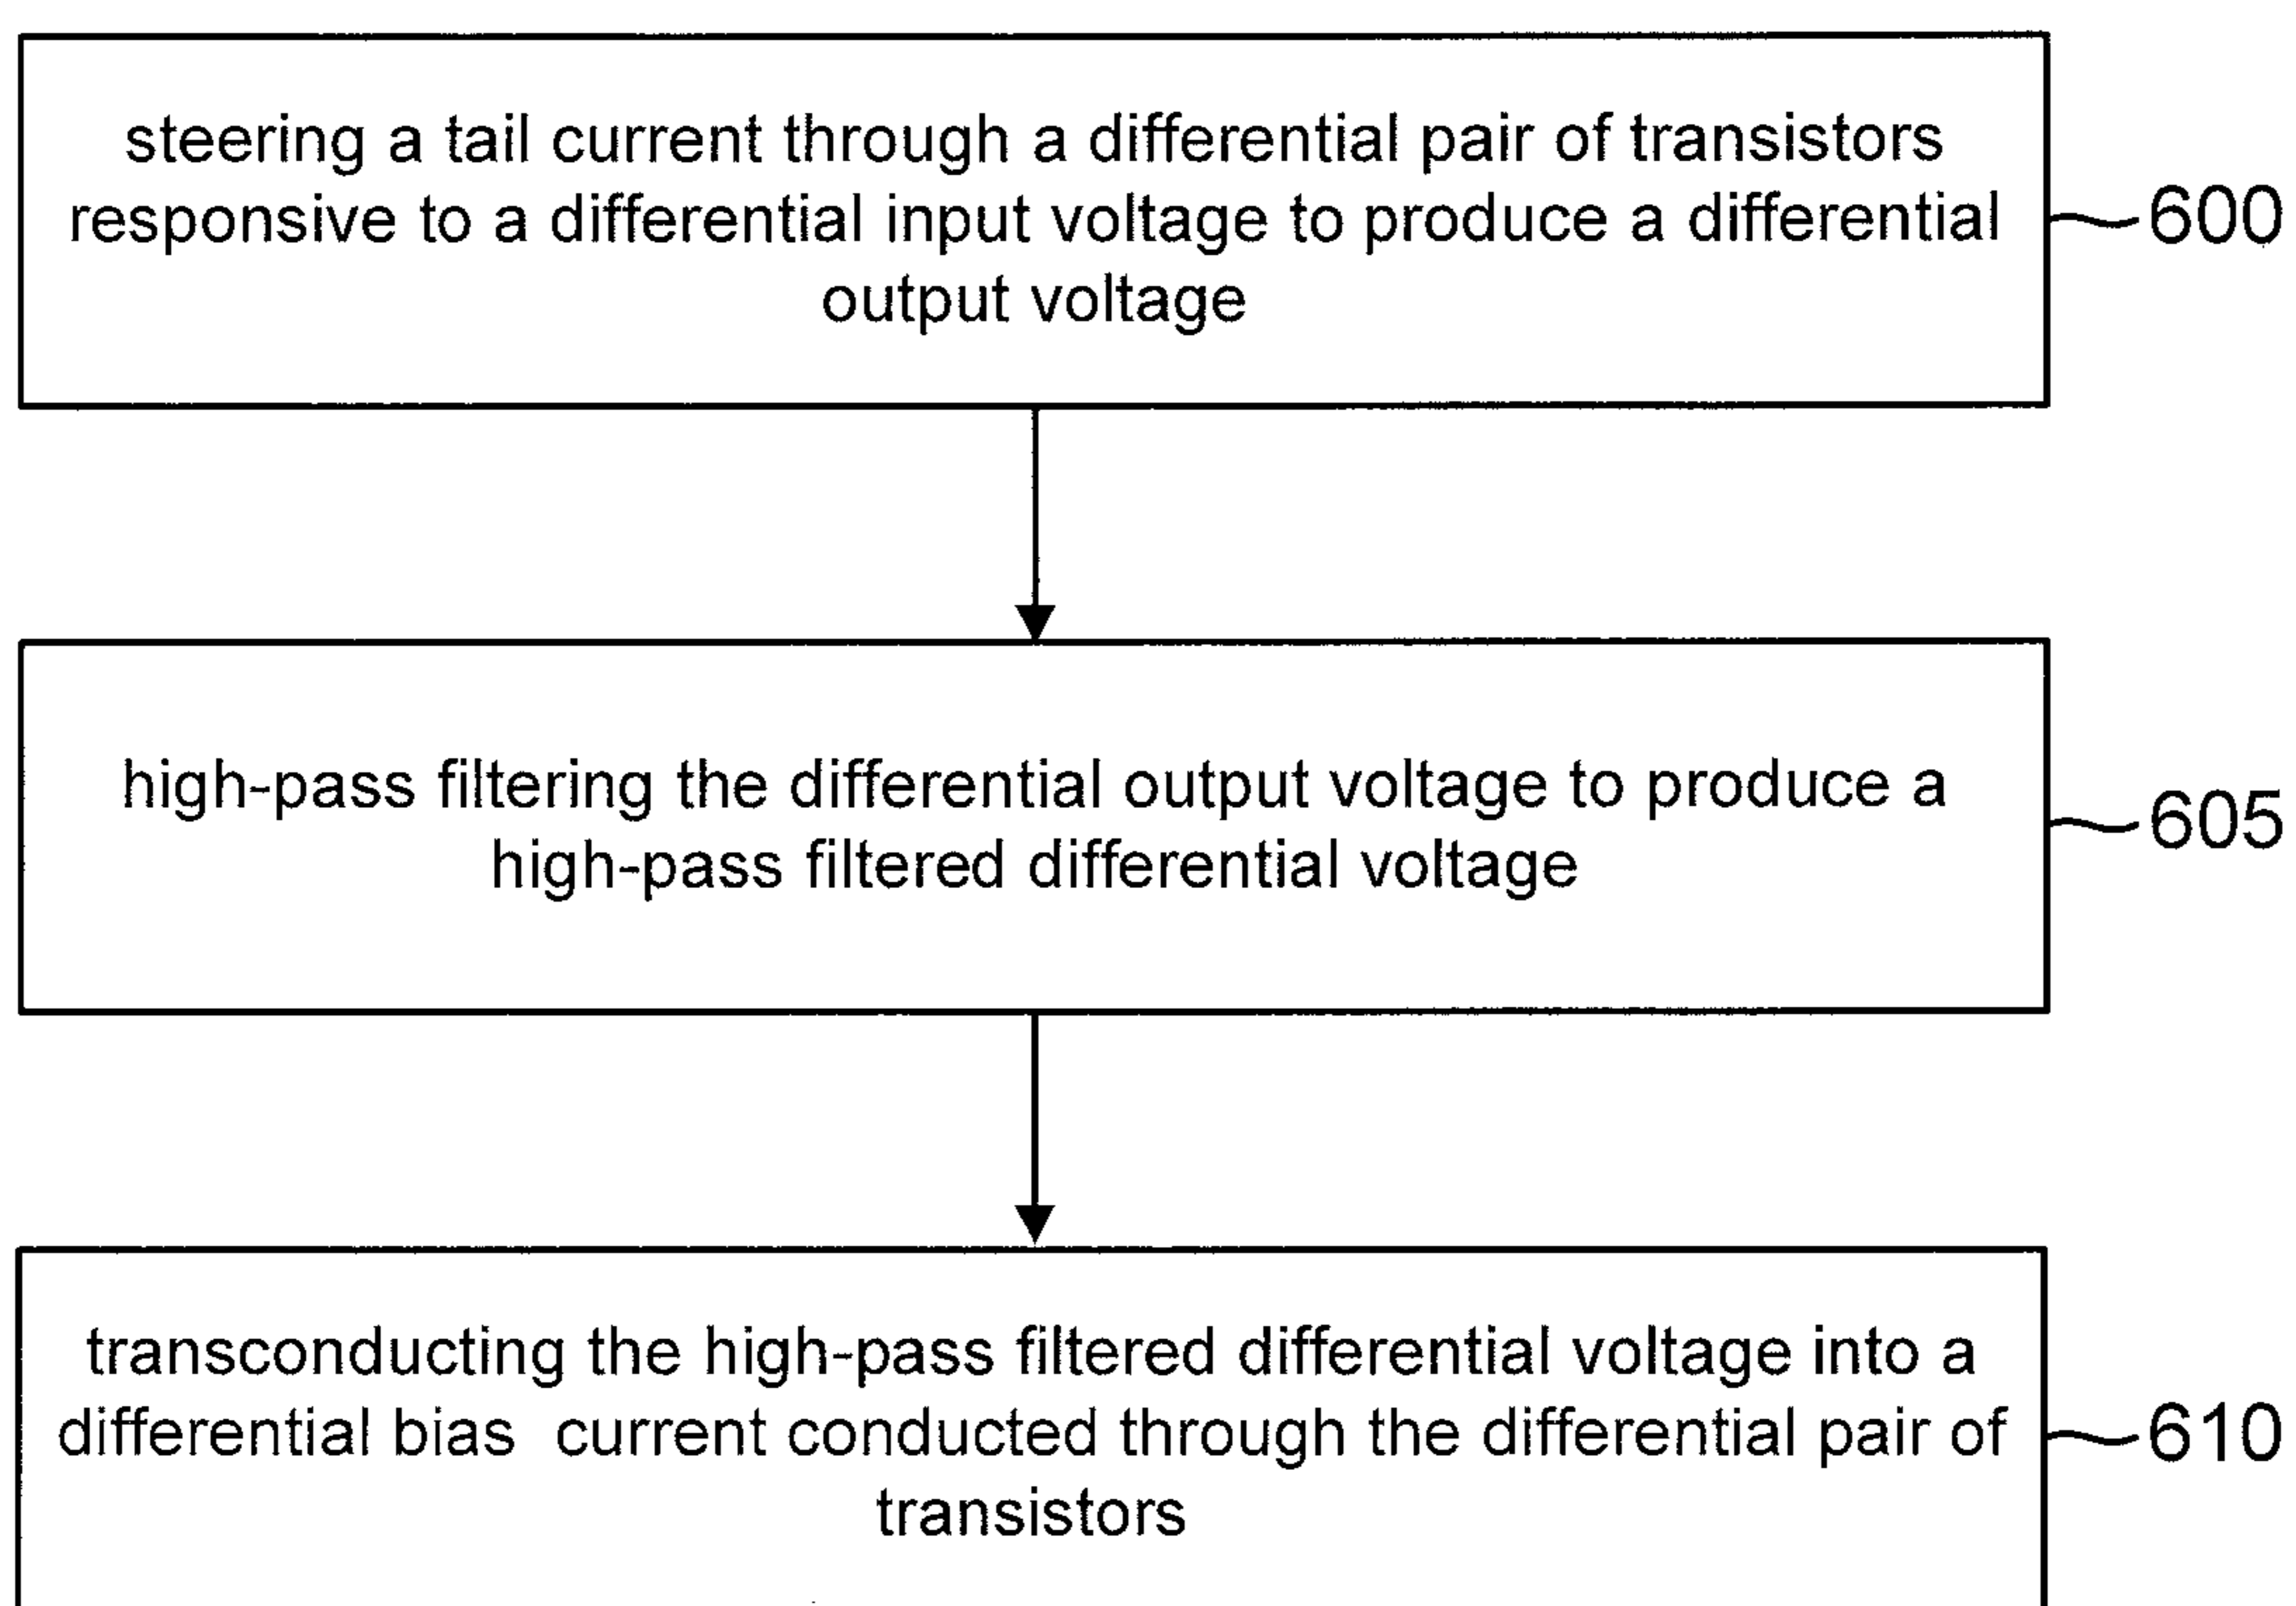 steering a tail current through a differential pair of transistors
responsive to a differential input voltage to produce a differential
output voltage
600
high-pass filtering the differential output voltage to produce a
high-pass filtered differential voltage
605
transconducting the high-pass filtered differential voltage into a
differential bias  current conducted through the differential pair of
transistors
610